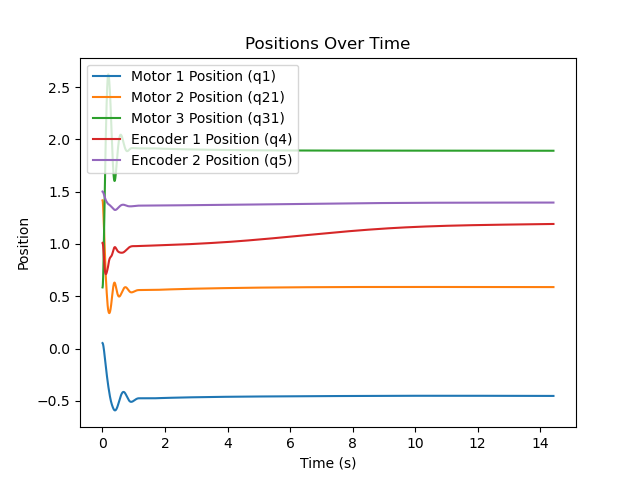 Positions Over Time
Motor 1 Position (q1)
Motor 2 Position (q21)
Motor 3 Position (q31)
Encoder 1 Position (q4)
Encoder 2 Position (q5)
Position
2.5
2.0
1.5
1.0
0.5
0.0
−0.5
0 2 4 6 8 10 12 14
Time (s)